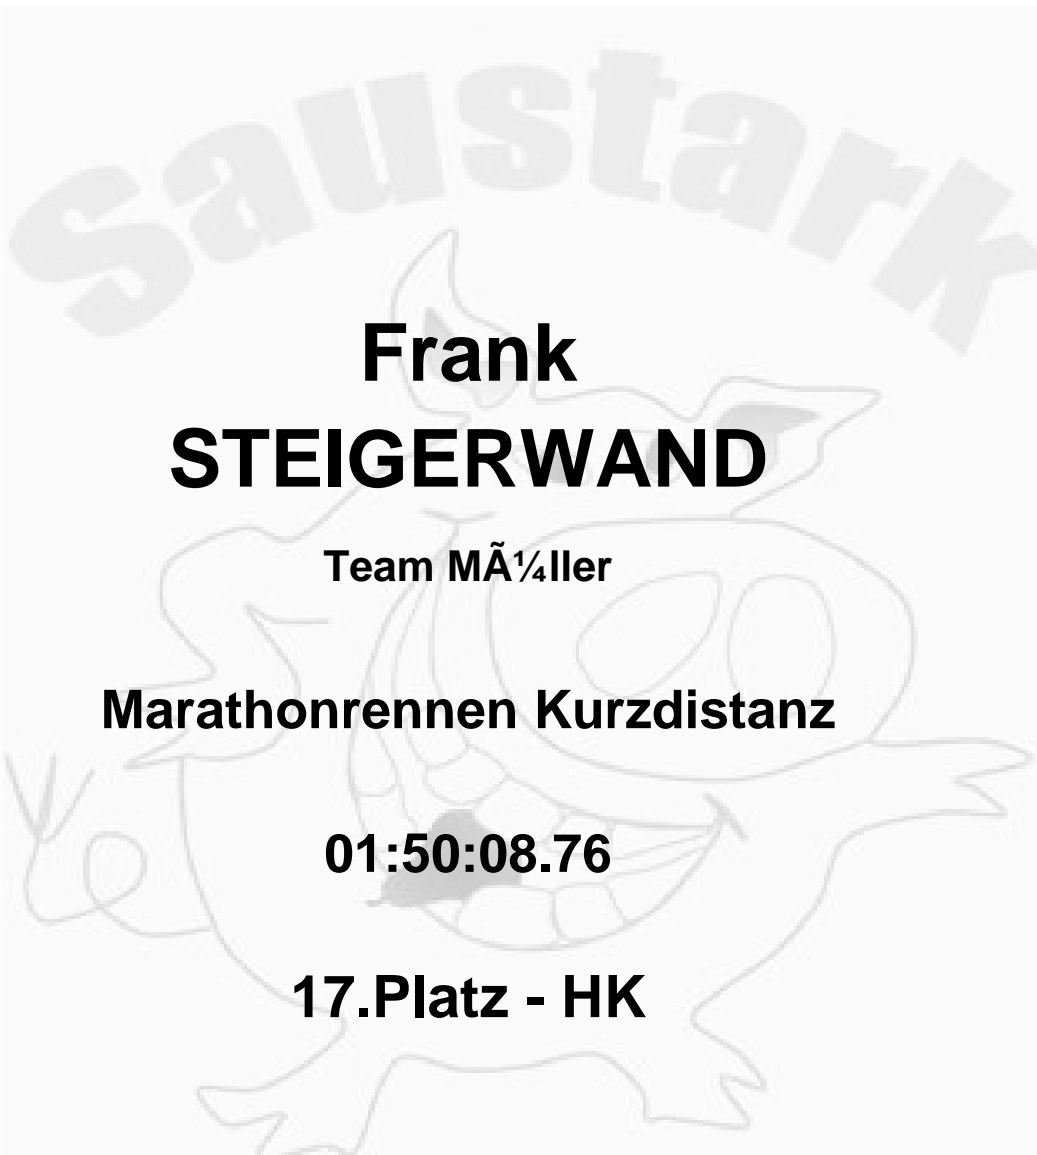 Saustark
Frank
STEIGERWAND
Team MÃ¼ller
Marathonrennen Kurzdistanz
01:50:08.76
17.Platz - HK